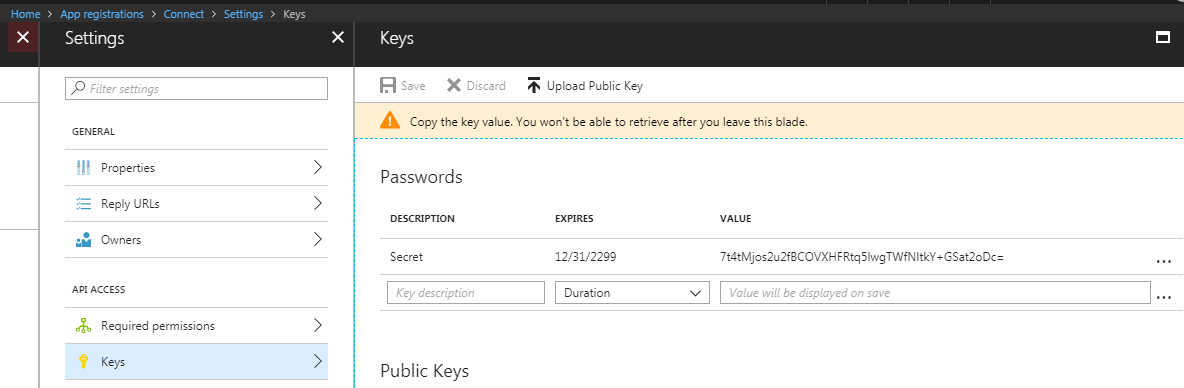 Home > App registrations > Connect > Settings > Keys
Settings
Keys
Filter settings
Save Discard Upload Public Key
Copy the key value. You won't be able to retrieve after you leave this blade.
GENERAL
Properties
Reply URLs
Owners
API ACCESS
Required permissions
Keys
Passwords
DESCRIPTION EXPIRES VALUE
Secret 12/31/2299 7t4tMjos2u2fBCOVXHFRtq5lwgTWfNltkY+GSat2oDc= ...
Key description Duration Value will be displayed on save ...
Public Keys